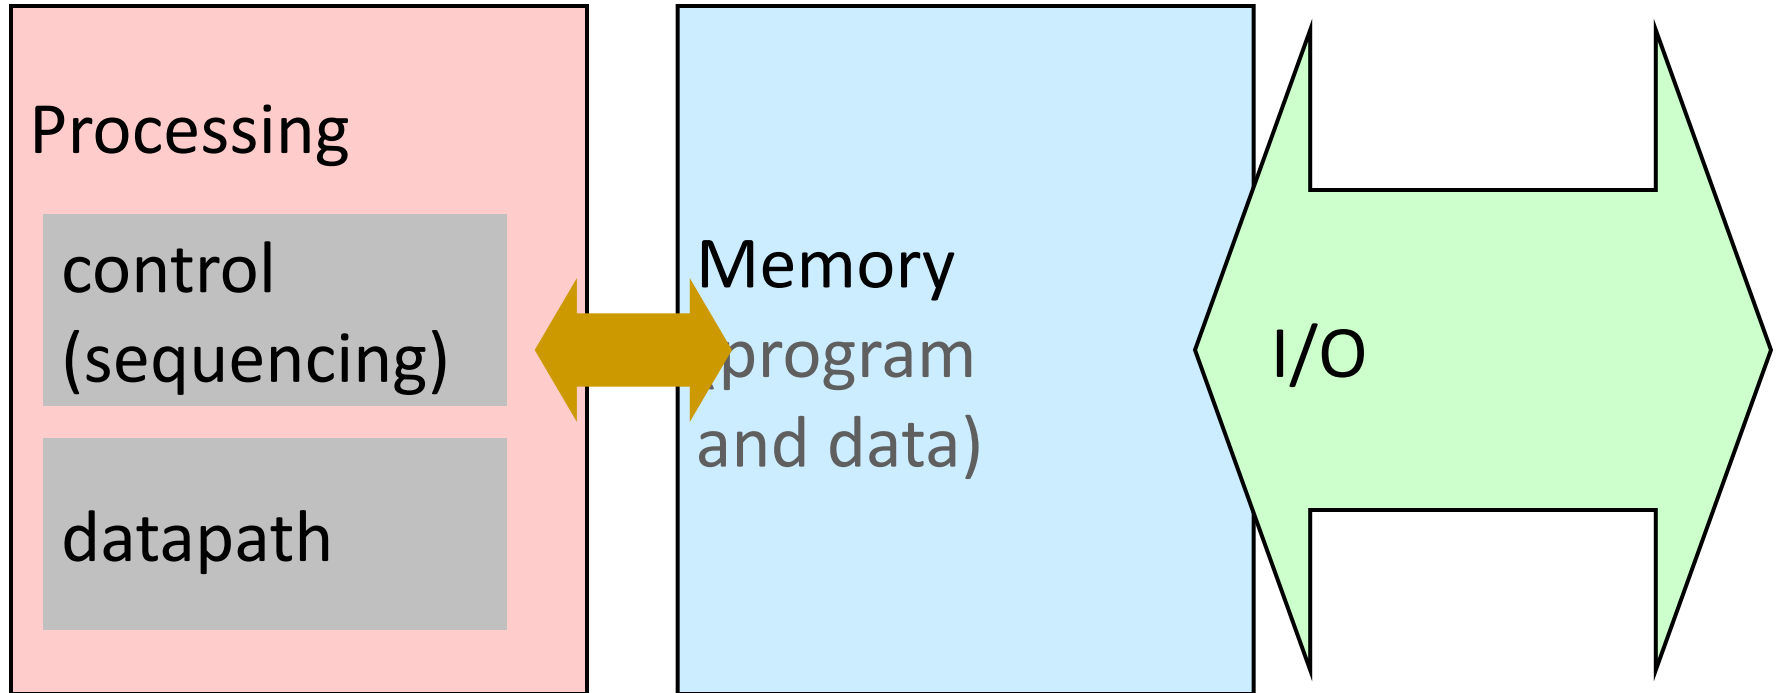 Processing
control
(sequencing)
datapath
Memory
(program
and data)
I/O